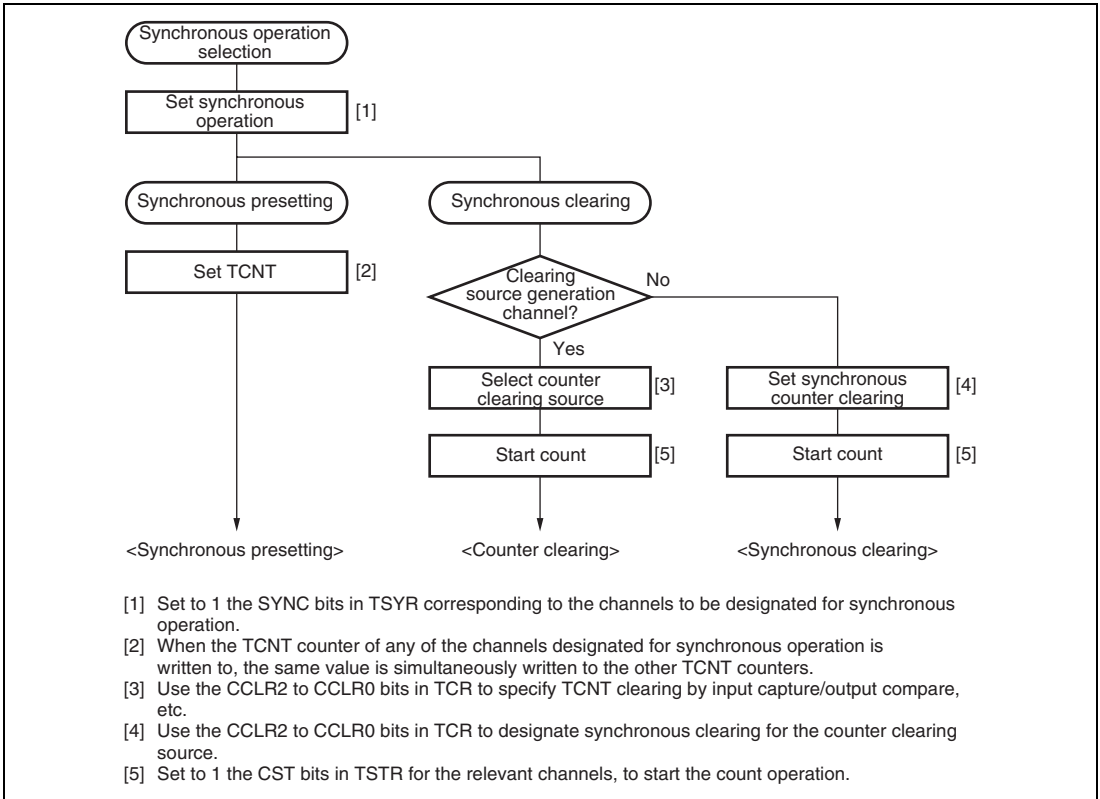 Synchronous operation
selection
Set synchronous
operation
[1]
Synchronous presetting
Synchronous clearing
Set TCNT
[2]
Clearing
source generation
channel?
No
Yes
Select counter
clearing source
[3]
Set synchronous
counter clearing
[4]
Start count
[5]
Start count
[5]
<Synchronous presetting>
<Counter clearing>
<Synchronous clearing>
[1] Set to 1 the SYNC bits in TSYR corresponding to the channels to be designated for synchronous
operation.
[2] When the TCNT counter of any of the channels designated for synchronous operation is
written to, the same value is simultaneously written to the other TCNT counters.
[3] Use the CCLR2 to CCLR0 bits in TCR to specify TCNT clearing by input capture/output compare,
etc.
[4] Use the CCLR2 to CCLR0 bits in TCR to designate synchronous clearing for the counter clearing
source.
[5] Set to 1 the CST bits in TSTR for the relevant channels, to start the count operation.